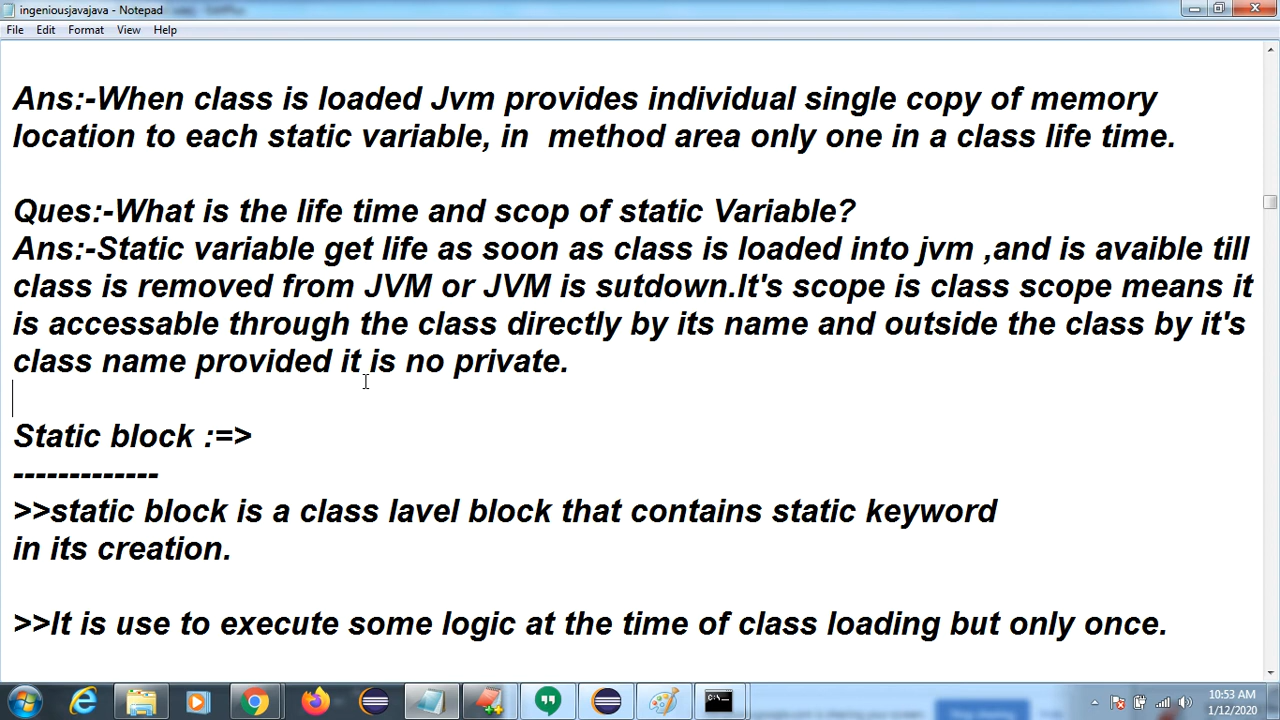 ingeniousjavajava - Notepad
File Edit Format View Help
Ans:-When class is loaded Jvm provides individual single copy of memory
location to each static variable, in  method area only one in a class life time.
Ques:-What is the life time and scop of static Variable?
Ans:-Static variable get life as soon as class is loaded into jvm ,and is avaible till
class is removed from JVM or JVM is sutdown.It's scope is class scope means it
is accessable through the class directly by its name and outside the class by it's
class name provided it is no private.
Static block :=>
-------------
>>static block is a class lavel block that contains static keyword
in its creation.
>>It is use to execute some logic at the time of class loading but only once.
10:53 AM
1/12/2020